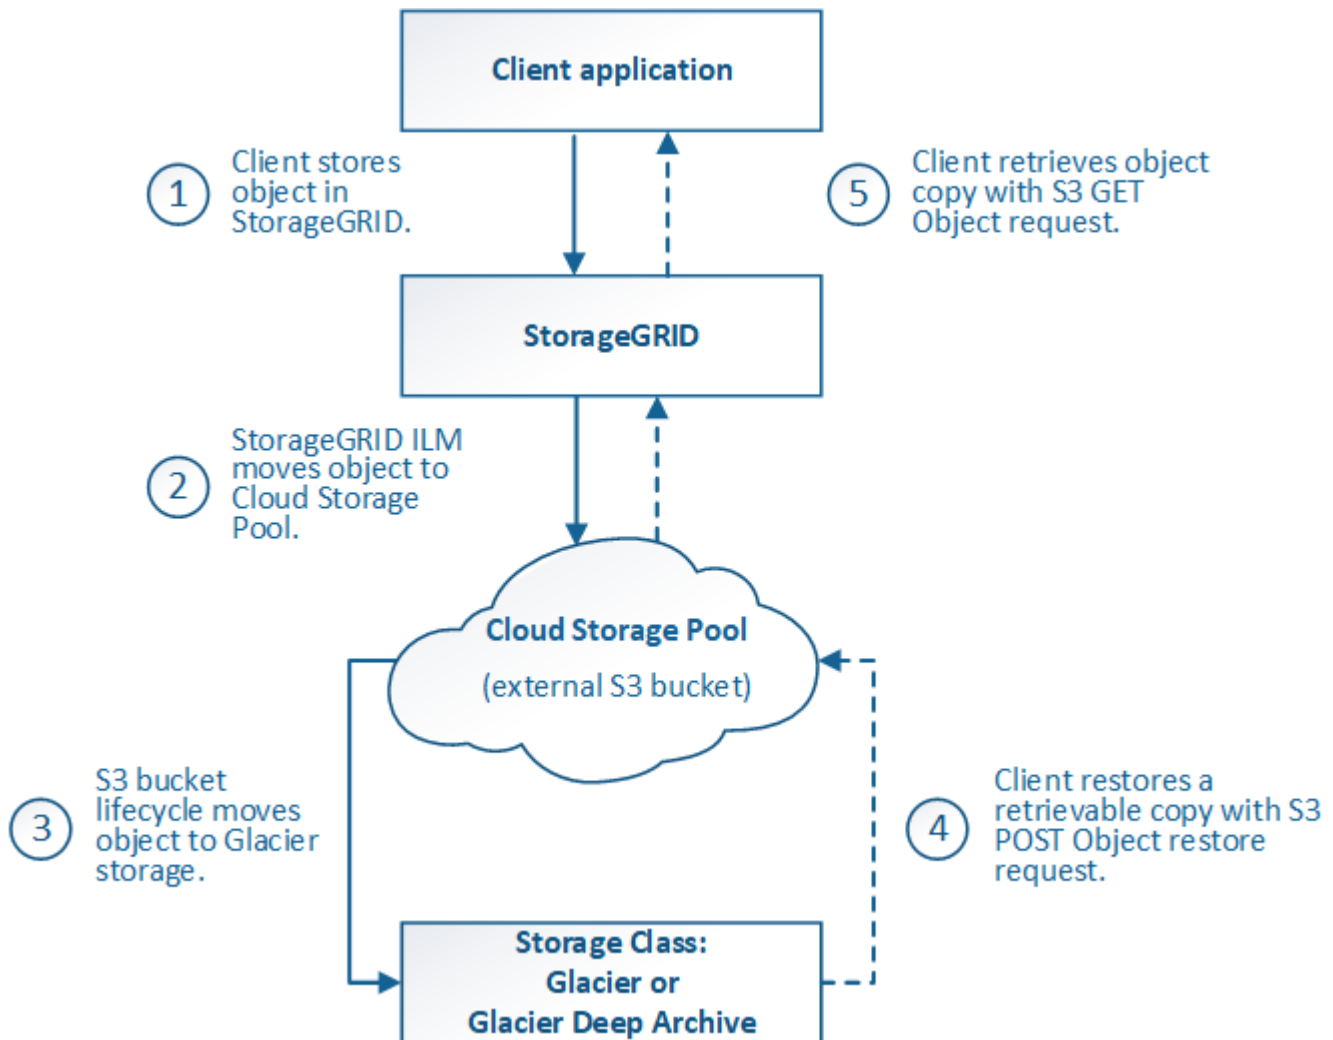 Client application
1
Client stores
object in
StorageGRID.
5
Client retrieves object
copy with S3 GET
Object request.
StorageGRID
2
StorageGRID ILM
moves object to
Cloud Storage
Pool.
Cloud Storage Pool
(external S3 bucket)
3
S3 bucket
lifecycle moves
object to Glacier
storage.
4
Client restores a
retrievable copy with S3
POST Object restore
request.
Storage Class:
Glacier or
Glacier Deep Archive